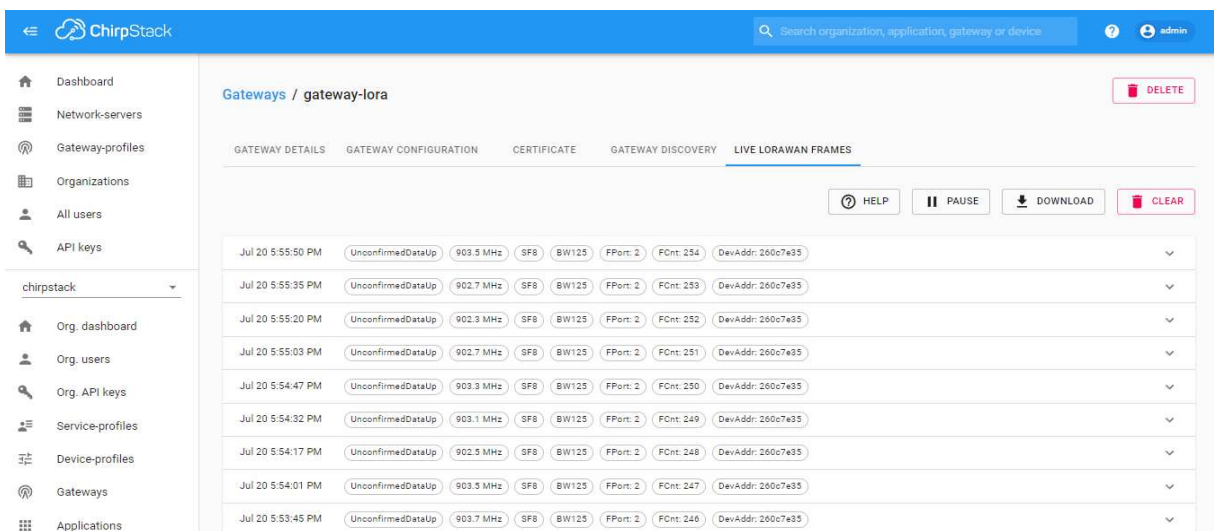 ChirpStack
Search organization, application, gateway or device
? admin
Dashboard
Network-servers
Gateway-profiles
Organizations
All users
API keys
chirpstack
Org. dashboard
Org. users
Org. API keys
Service-profiles
Device-profiles
Gateways
Applications
Gateways / gateway-lora
DELETE
GATEWAY DETAILS GATEWAY CONFIGURATION CERTIFICATE GATEWAY DISCOVERY LIVE LORAWAN FRAMES
? HELP PAUSE DOWNLOAD CLEAR
Jul 20 5:55:50 PM UnconfirmedDataUp 903.5 MHz SF8 BW125 FPort: 2 FCnt: 254 DevAddr: 260c7e35
Jul 20 5:55:35 PM UnconfirmedDataUp 902.7 MHz SF8 BW125 FPort: 2 FCnt: 253 DevAddr: 260c7e35
Jul 20 5:55:20 PM UnconfirmedDataUp 902.3 MHz SF8 BW125 FPort: 2 FCnt: 252 DevAddr: 260c7e35
Jul 20 5:55:03 PM UnconfirmedDataUp 902.7 MHz SF8 BW125 FPort: 2 FCnt: 251 DevAddr: 260c7e35
Jul 20 5:54:47 PM UnconfirmedDataUp 903.3 MHz SF8 BW125 FPort: 2 FCnt: 250 DevAddr: 260c7e35
Jul 20 5:54:32 PM UnconfirmedDataUp 903.1 MHz SF8 BW125 FPort: 2 FCnt: 249 DevAddr: 260c7e35
Jul 20 5:54:17 PM UnconfirmedDataUp 902.5 MHz SF8 BW125 FPort: 2 FCnt: 248 DevAddr: 260c7e35
Jul 20 5:54:01 PM UnconfirmedDataUp 903.5 MHz SF8 BW125 FPort: 2 FCnt: 247 DevAddr: 260c7e35
Jul 20 5:53:45 PM UnconfirmedDataUp 903.7 MHz SF8 BW125 FPort: 2 FCnt: 246 DevAddr: 260c7e35